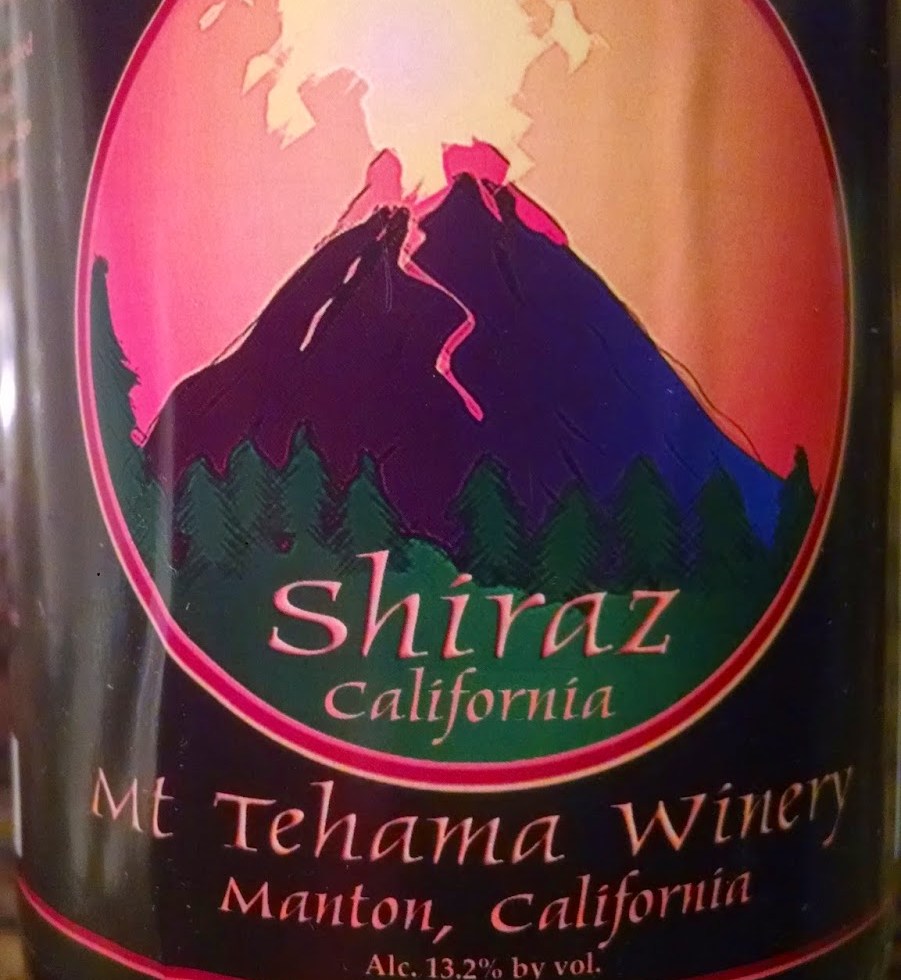 Shiraz
California
Mt Tehama Winery
Manton, California
Alc. 13.2% by vol.